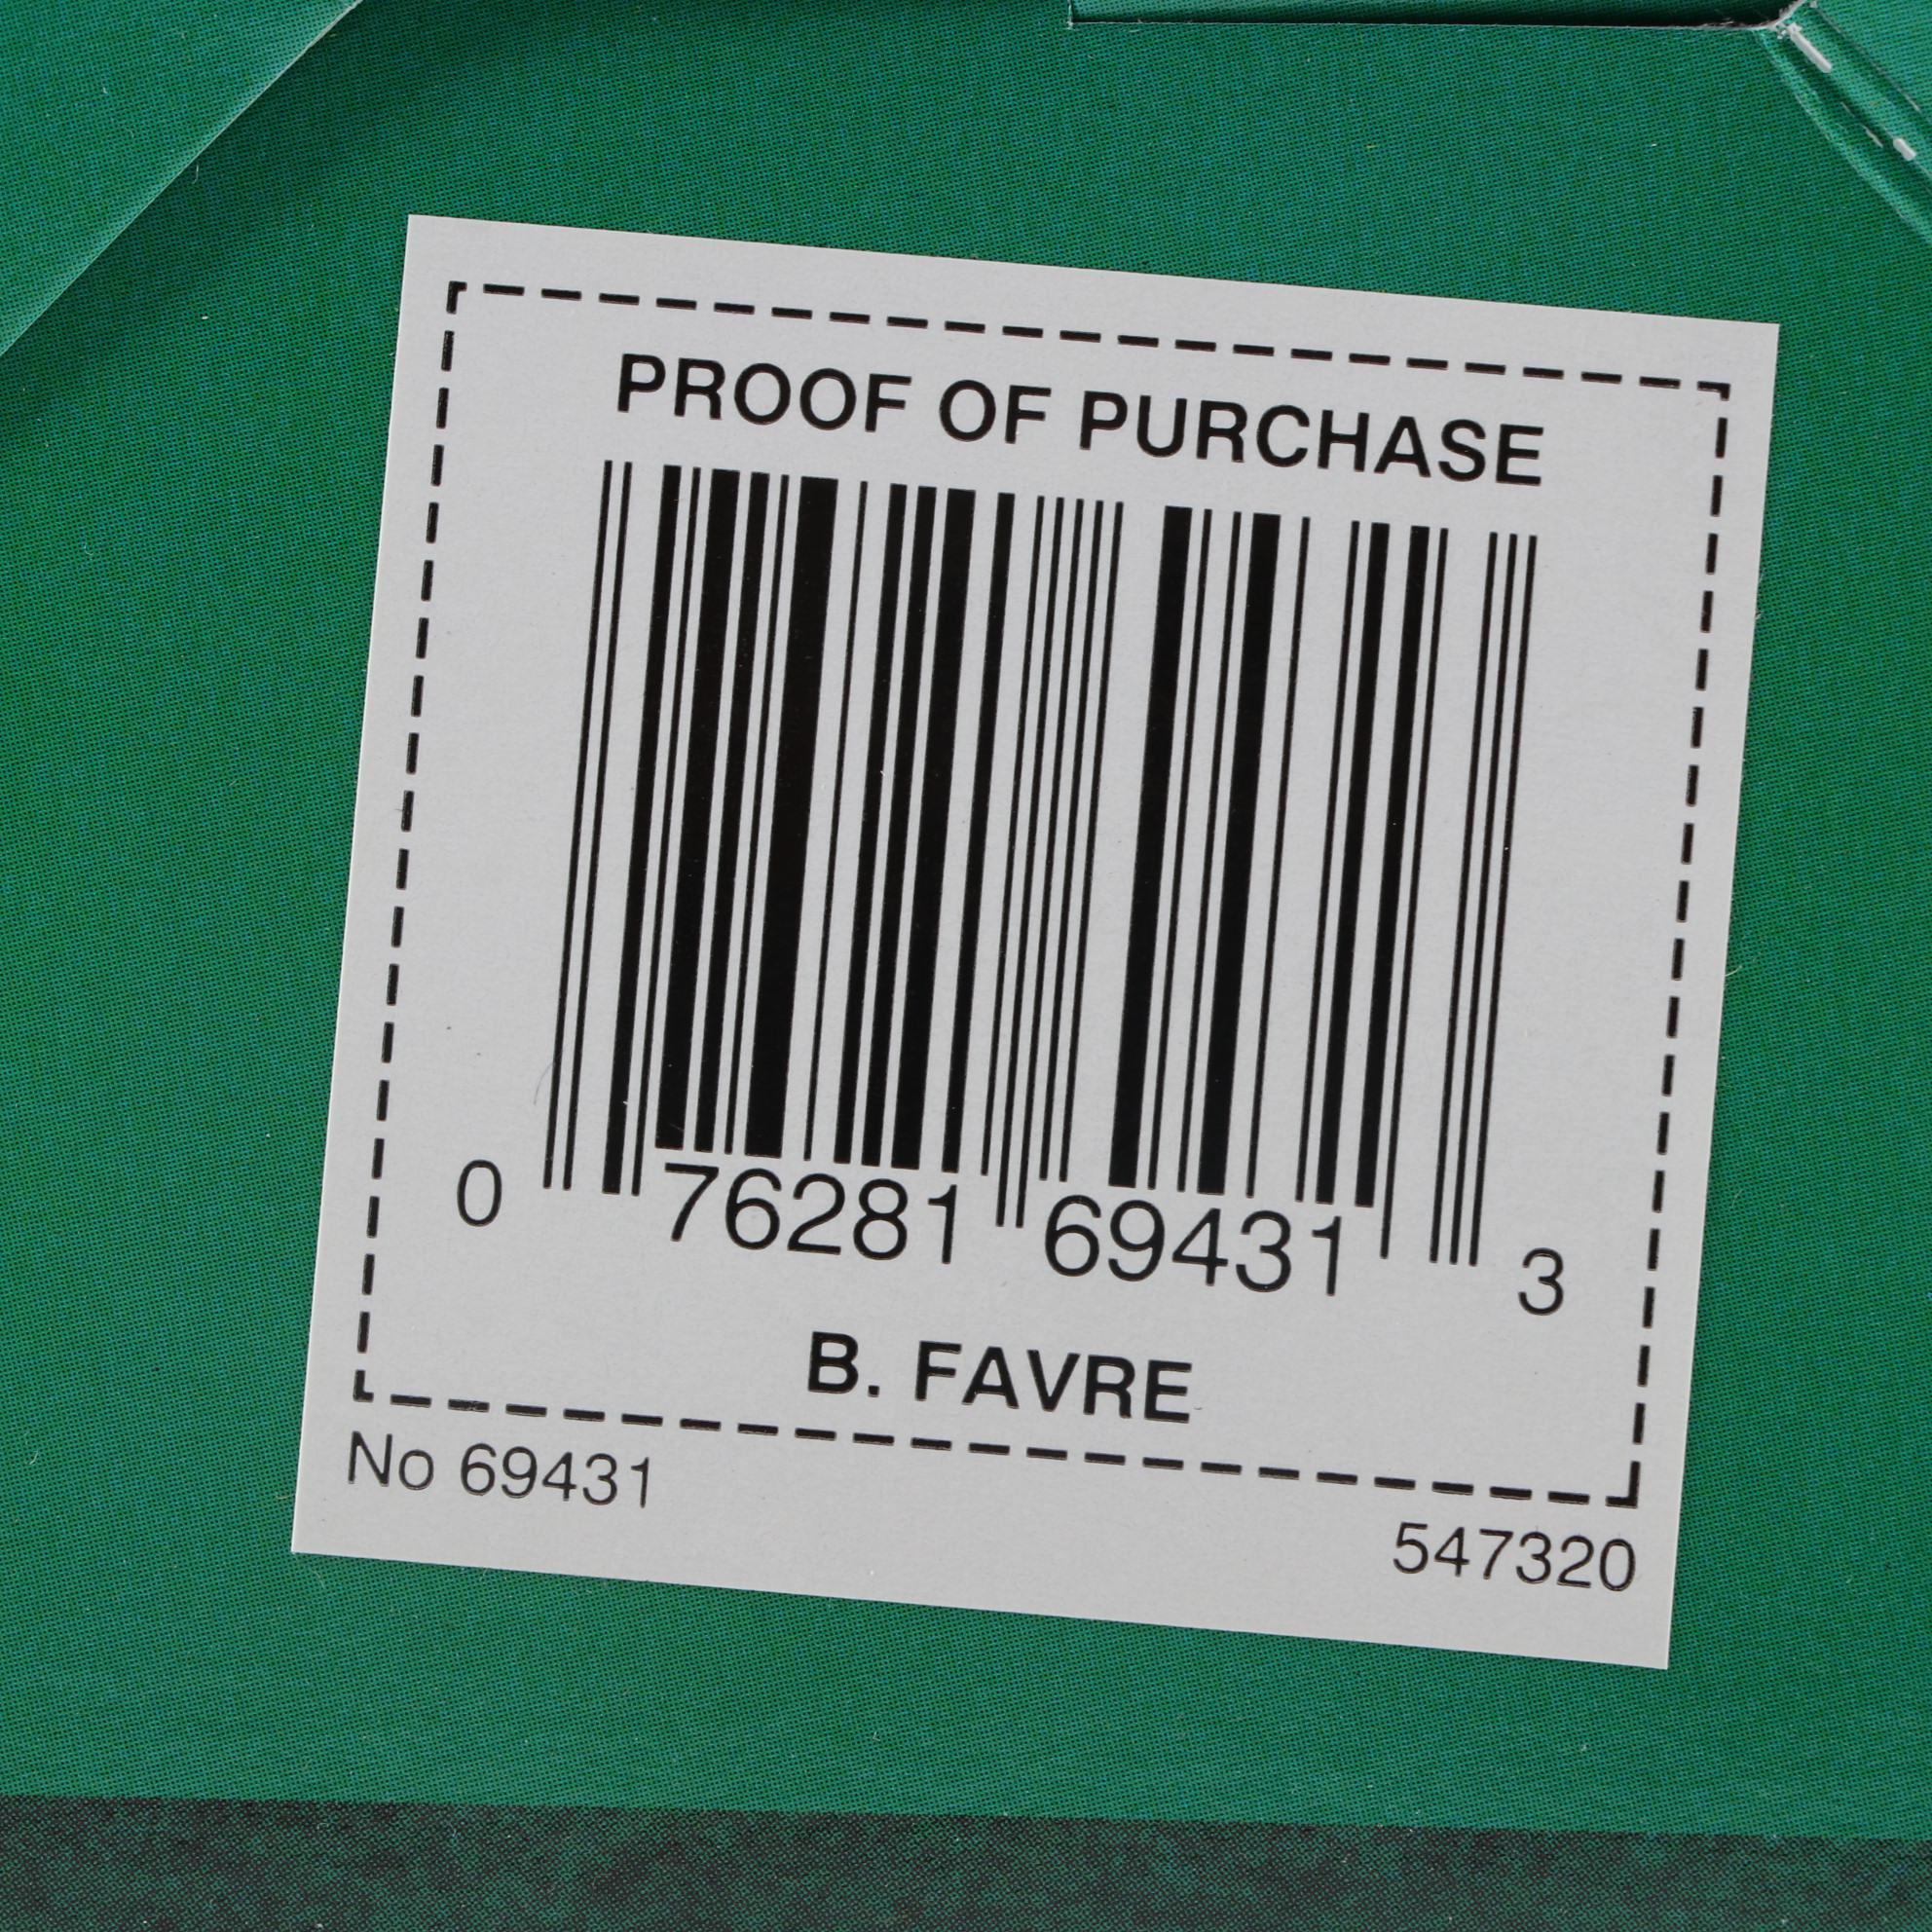 PROOF OF PURCHASE
0 76281 69431 3
B. FAVRE
No 69431
547320